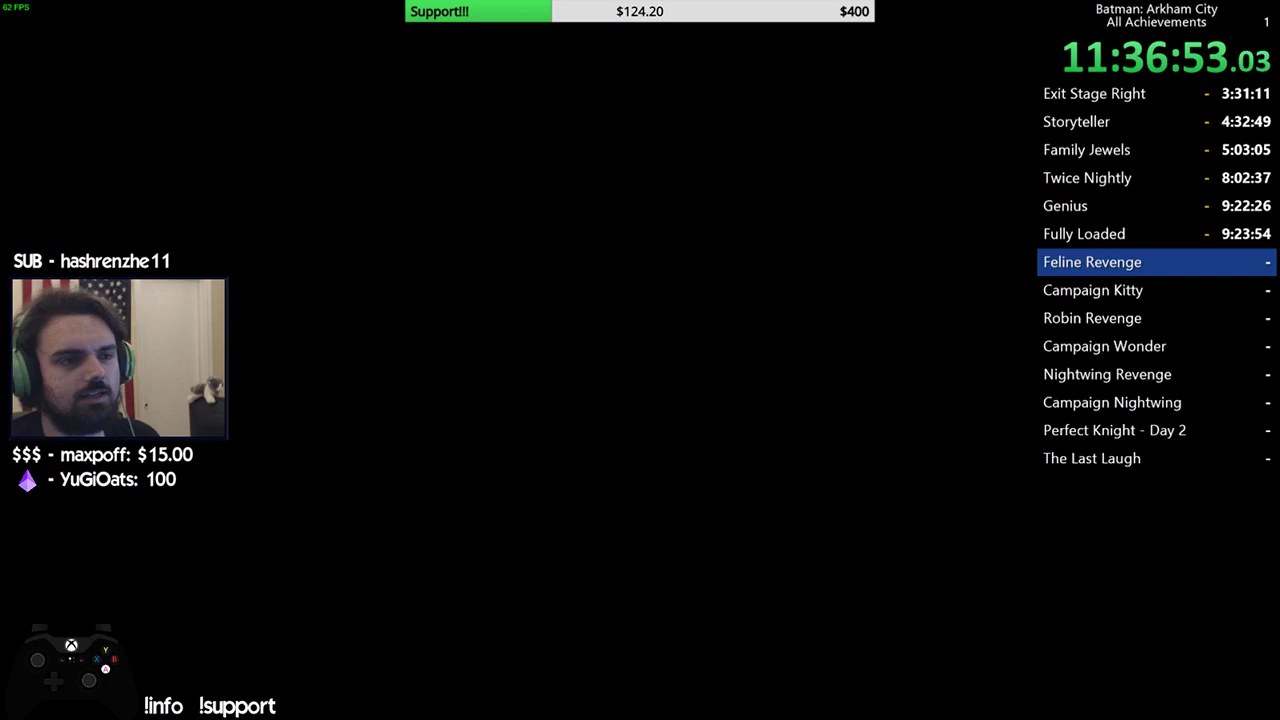 62 FPS
Support!!! $124.20 $400
Batman: Arkham City
All Achievements 1
11:36:53.03
Exit Stage Right - 3:31:11
Storyteller - 4:32:49
Family Jewels - 5:03:05
Twice Nightly - 8:02:37
Genius - 9:22:26
Fully Loaded - 9:23:54
Feline Revenge -
Campaign Kitty -
Robin Revenge -
Campaign Wonder -
Nightwing Revenge -
Campaign Nightwing -
Perfect Knight - Day 2 -
The Last Laugh -
SUB - hashrenzhe11
$$$ - maxpoff: $15.00
- YuGiOats: 100
Y
X B
A
!info !support